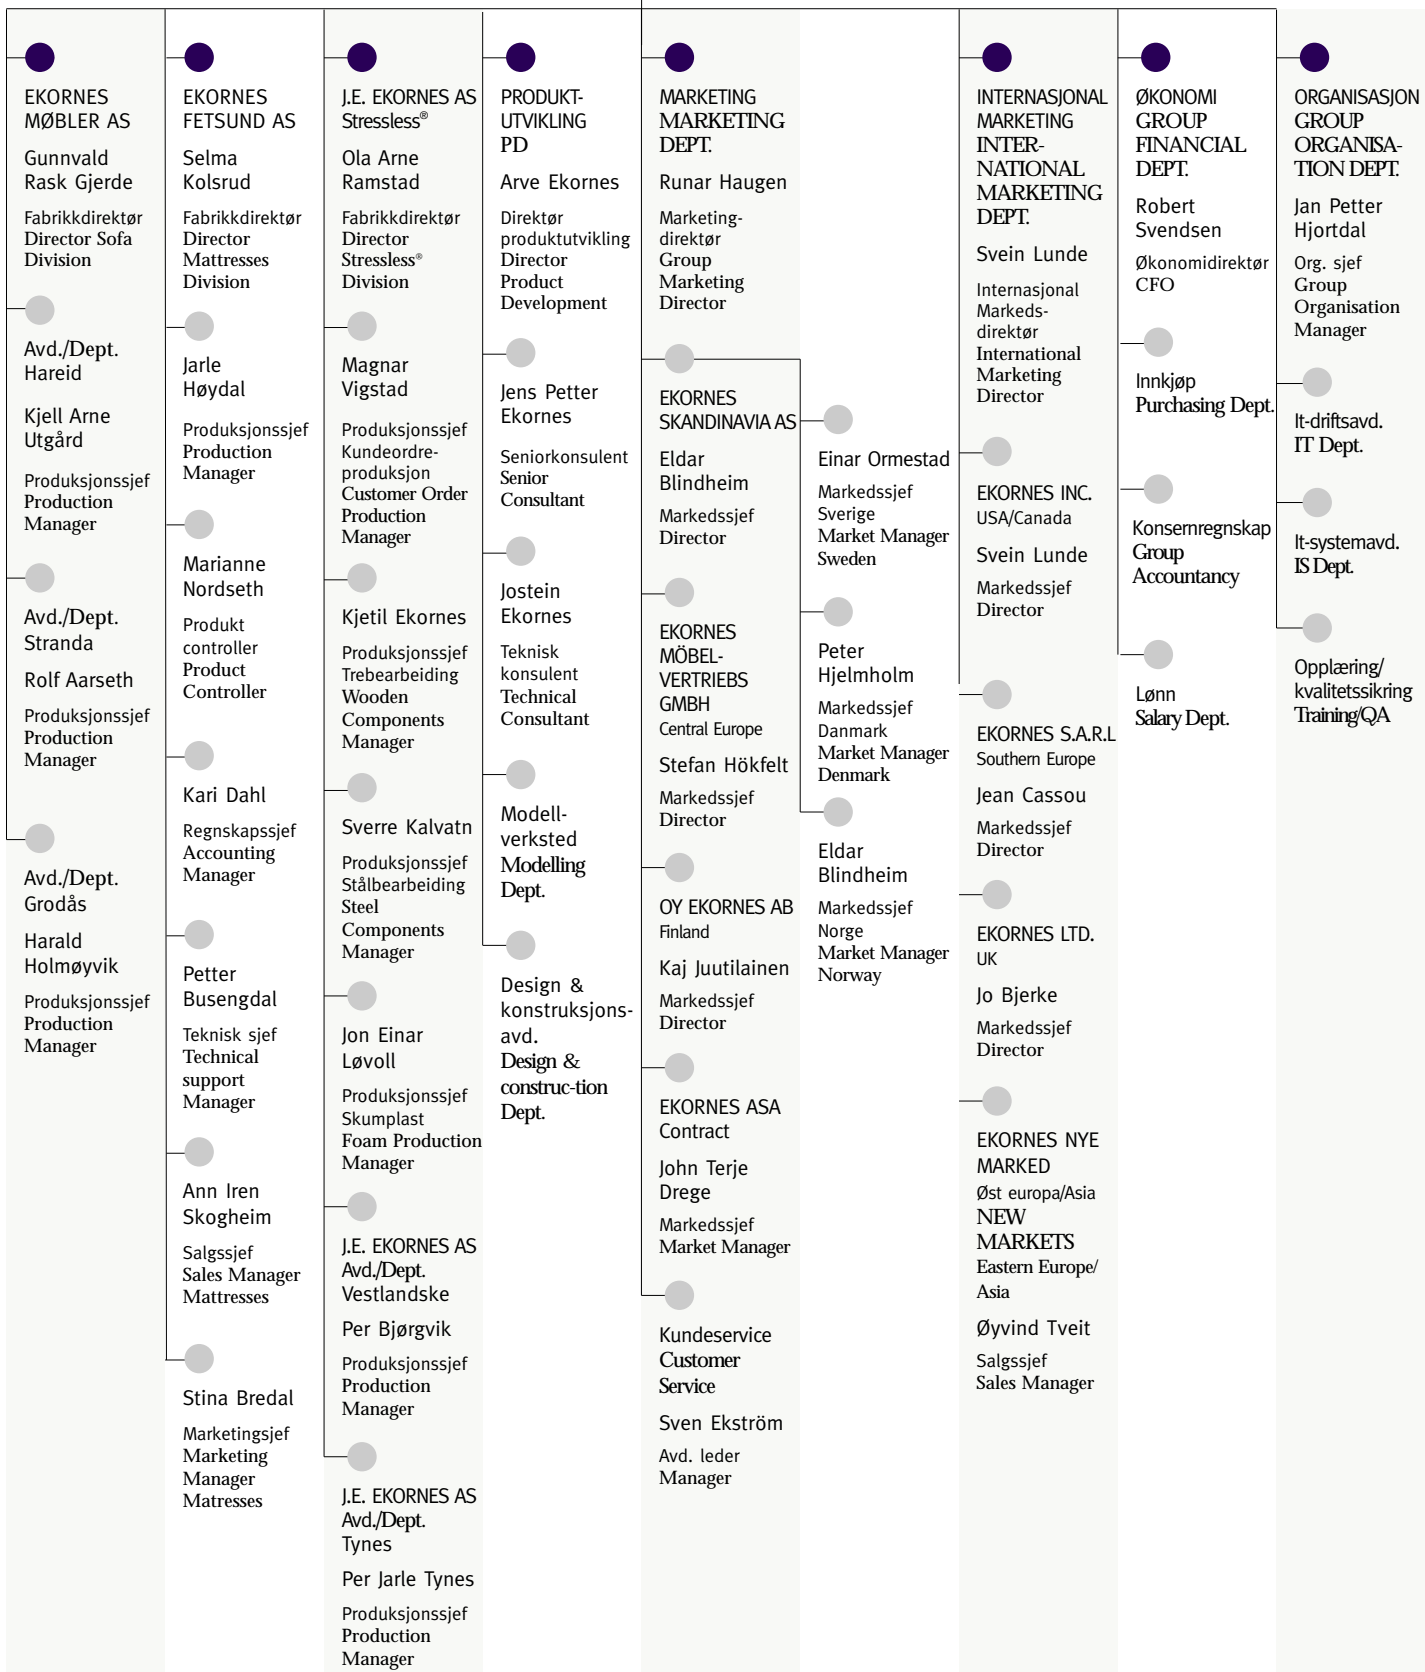 EKORNES
MØBLER AS
Gunnvald
Rask Gjerde
Fabrikkdirektør
Director Sofa
Division
Avd./Dept.
Hareid
Kjell Arne
Utgård
Produksjonssjef
Production
Manager
Avd./Dept.
Stranda
Rolf Aarseth
Produksjonssjef
Production
Manager
Avd./Dept.
Grodås
Harald
Holmøyvik
Produksjonssjef
Production
Manager
EKORNES
FETSUND AS
Selma
Kolsrud
Fabrikkdirektør
Director
Mattresses
Division
Jarle
Høydal
Produksjonssjef
Production
Manager
Marianne
Nordseth
Produkt
controller
Product
Controller
Kari Dahl
Regnskapssjef
Accounting
Manager
Petter
Busengdal
Teknisk sjef
Technical
support
Manager
Ann Iren
Skogheim
Salgssjef
Sales Manager
Mattresses
Stina Bredal
Marketingsjef
Marketing
Manager
Matresses
J.E. EKORNES AS
Stressless®
Ola Arne
Ramstad
Fabrikkdirektør
Director
Stressless®
Division
Magnar
Vigstad
Produksjonssjef
Kundeordre-
produksjon
Customer Order
Production
Manager
Kjetil Ekornes
Produksjonssjef
Trebearbeiding
Wooden
Components
Manager
Sverre Kalvatn
Produksjonssjef
Stålbearbeiding
Steel
Components
Manager
Jon Einar
Løvoll
Produksjonssjef
Skumplast
Foam Production
Manager
J.E. EKORNES AS
Avd./Dept.
Vestlandske
Per Bjørgvik
Produksjonssjef
Production
Manager
J.E. EKORNES AS
Avd./Dept.
Tynes
Per Jarle Tynes
Produksjonssjef
Production
Manager
PRODUKT-
UTVIKLING
PD
Arve Ekornes
Direktør
produktutvikling
Director
Product
Development
Jens Petter
Ekornes
Seniorkonsulent
Senior
Consultant
Jostein
Ekornes
Teknisk
konsulent
Technical
Consultant
Modell-
verksted
Modelling
Dept.
Design &
konstruksjons-
avd.
Design &
construc-tion
Dept.
MARKETING
MARKETING
DEPT.
Runar Haugen
Marketing-
direktør
Group
Marketing
Director
EKORNES
SKANDINAVIA AS
Eldar
Blindheim
Markedssjef
Director
EKORNES
MÖBEL-
VERTRIEBS
GMBH
Central Europe
Stefan Hökfelt
Markedssjef
Director
OY EKORNES AB
Finland
Kaj Juutilainen
Markedssjef
Director
EKORNES ASA
Contract
John Terje
Drege
Markedssjef
Market Manager
Kundeservice
Customer
Service
Sven Ekström
Avd. leder
Manager
Einar Ormestad
Markedssjef
Sverige
Market Manager
Sweden
Peter
Hjelmholm
Markedssjef
Danmark
Market Manager
Denmark
Eldar
Blindheim
Markedssjef
Norge
Market Manager
Norway
INTERNASJONAL
MARKETING
INTER-
NATIONAL
MARKETING
DEPT.
Svein Lunde
Internasjonal
Markeds-
direktør
International
Marketing
Director
EKORNES INC.
USA/Canada
Svein Lunde
Markedssjef
Director
EKORNES S.A.R.L
Southern Europe
Jean Cassou
Markedssjef
Director
EKORNES LTD.
UK
Jo Bjerke
Markedssjef
Director
EKORNES NYE
MARKED
Øst europa/Asia
NEW
MARKETS
Eastern Europe/
Asia
Øyvind Tveit
Salgssjef
Sales Manager
ØKONOMI
GROUP
FINANCIAL
DEPT.
Robert
Svendsen
Økonomidirektør
CFO
Innkjøp
Purchasing Dept.
Konsernregnskap
Group
Accountancy
Lønn
Salary Dept.
ORGANISASJON
GROUP
ORGANISA-
TION DEPT.
Jan Petter
Hjortdal
Org. sjef
Group
Organisation
Manager
It-driftsavd.
IT Dept.
It-systemavd.
IS Dept.
Opplæring/
kvalitetssikring
Training/QA